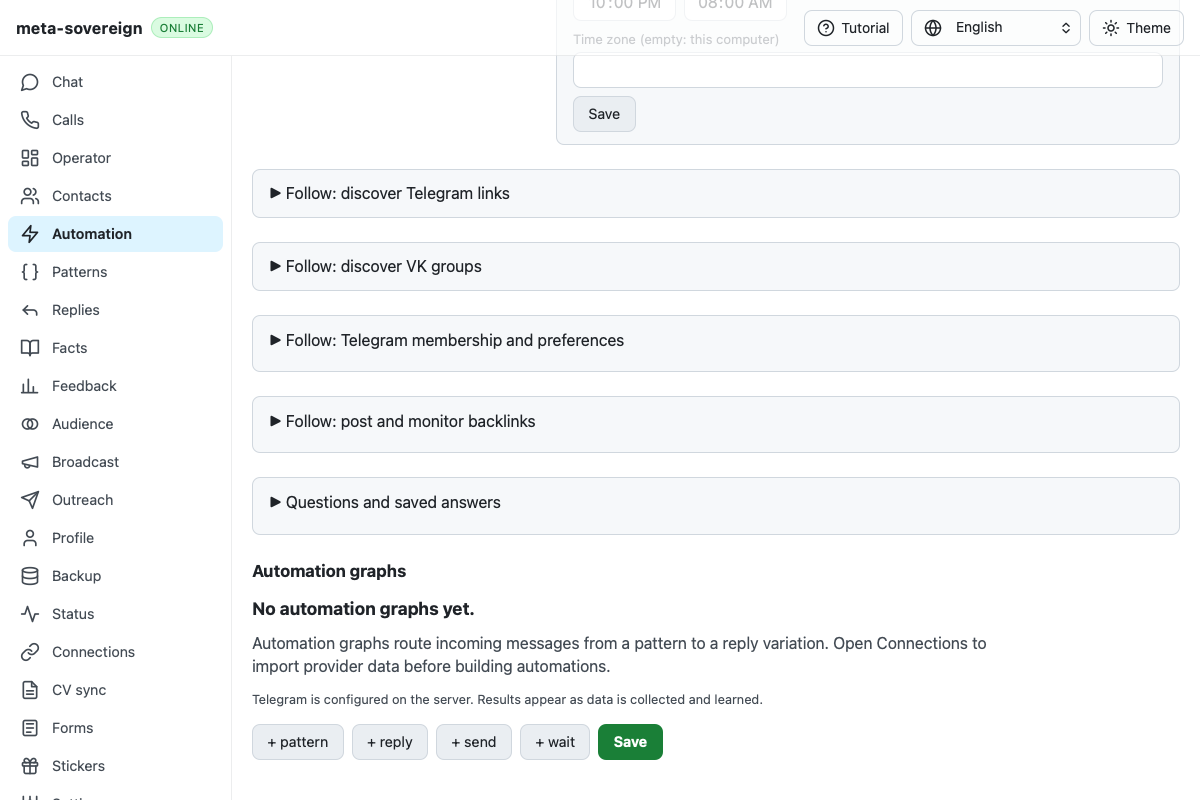 meta-sovereign ONLINE
10:00 PM 08:00 AM
Tutorial English Theme
Time zone (empty: this computer)
Save
Chat
Calls
Operator
Contacts
Automation
Patterns
Replies
Facts
Feedback
Audience
Broadcast
Outreach
Profile
Backup
Status
Connections
CV sync
Forms
Stickers
Follow: discover Telegram links
Follow: discover VK groups
Follow: Telegram membership and preferences
Follow: post and monitor backlinks
Questions and saved answers
Automation graphs
No automation graphs yet.
Automation graphs route incoming messages from a pattern to a reply variation. Open Connections to
import provider data before building automations.
Telegram is configured on the server. Results appear as data is collected and learned.
+ pattern + reply + send + wait Save